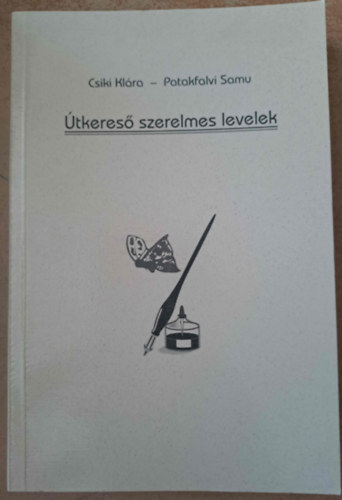 Csiki Klára – Patakfalvi Samu
Útkereső szerelmes levelek